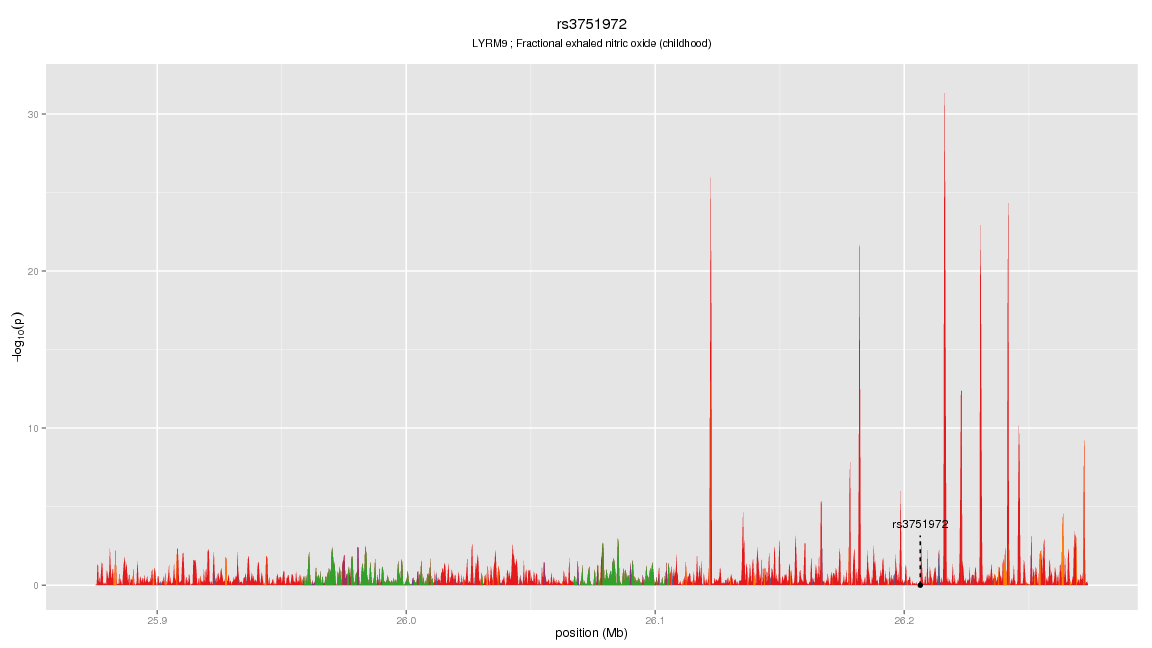 rs3751972
LYRM9 ; Fractional exhaled nitric oxide (childhood)
30
20
10
0
−log₁₀(p)
rs3751972
25.9 26.0 26.1 26.2
position (Mb)